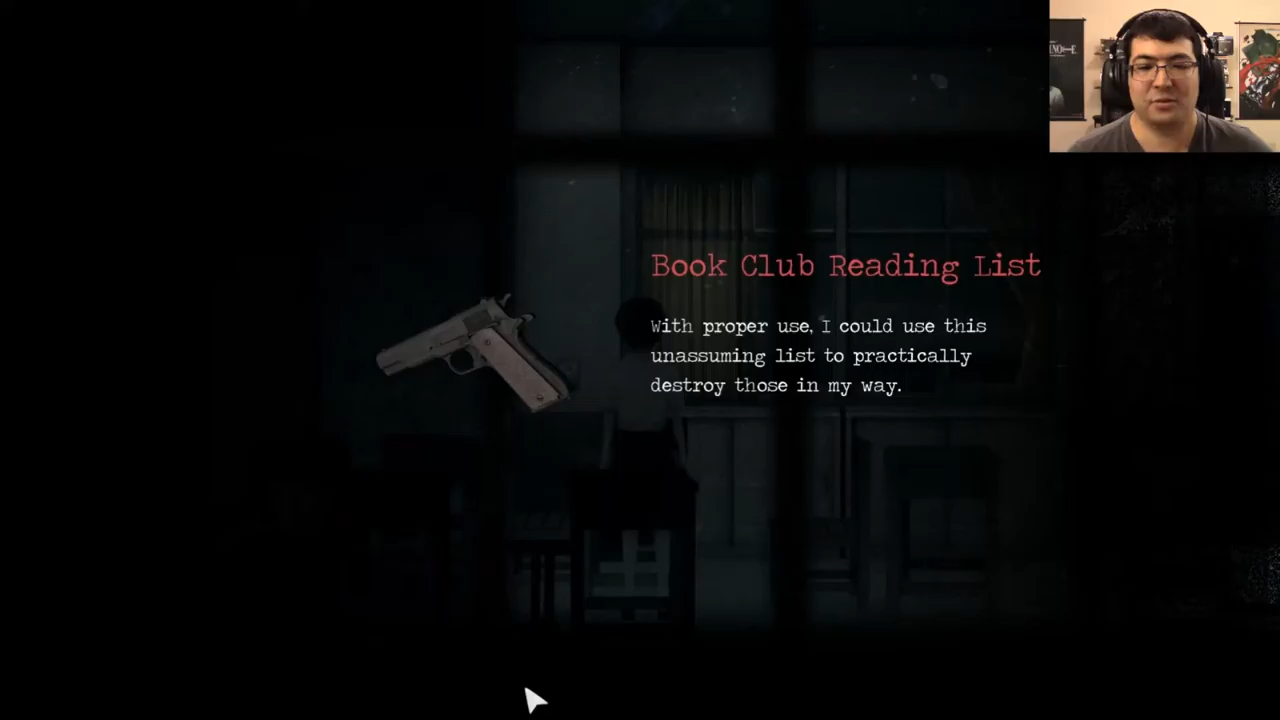 Book Club Reading List
With proper use, I could use this
unassuming list to practically
destroy those in my way.